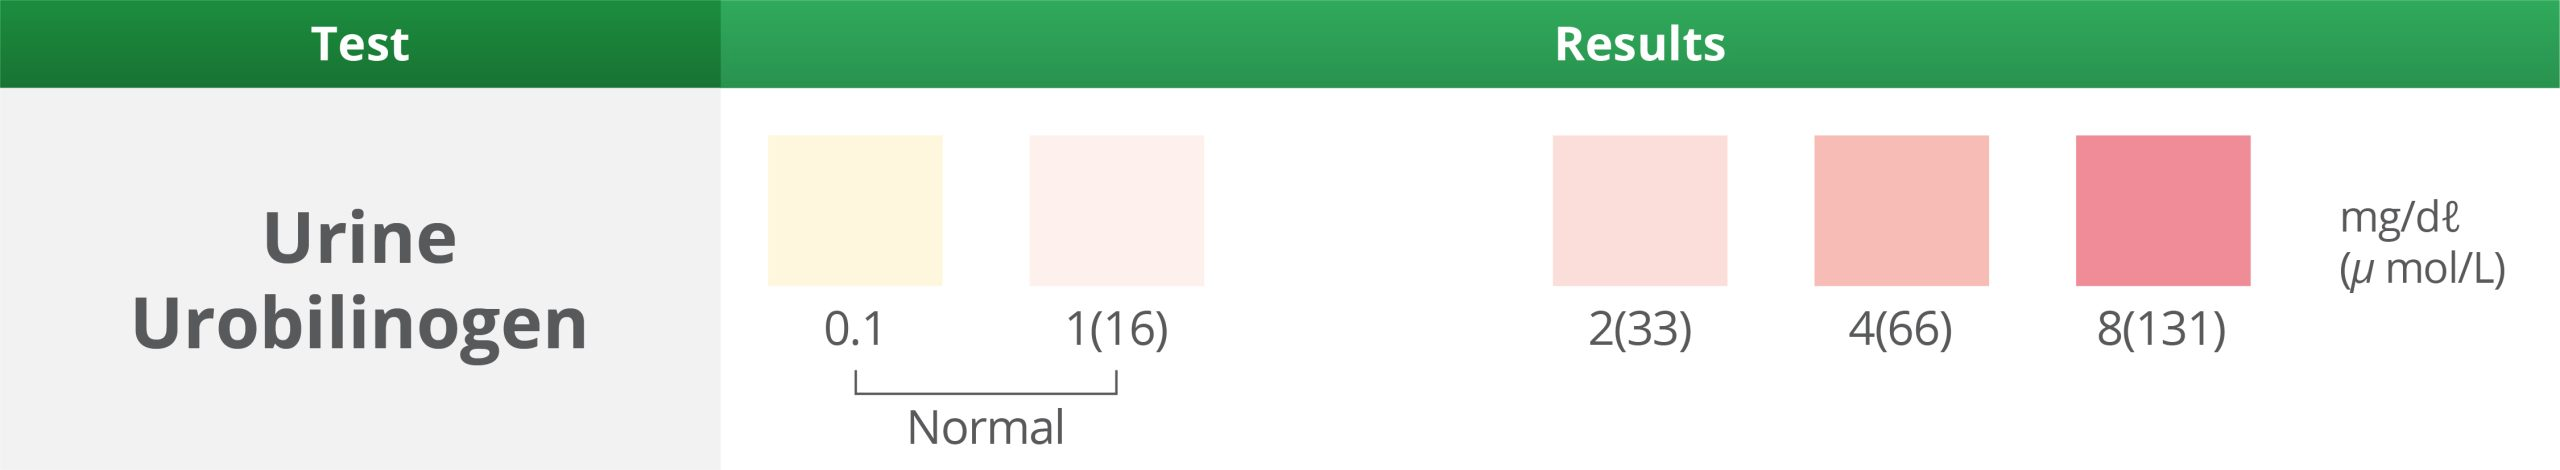 Test
Results
Urine
Urobilinogen
0.1
1(16)
2(33)
4(66)
8(131)
mg/dℓ
(μ mol/L)
Normal